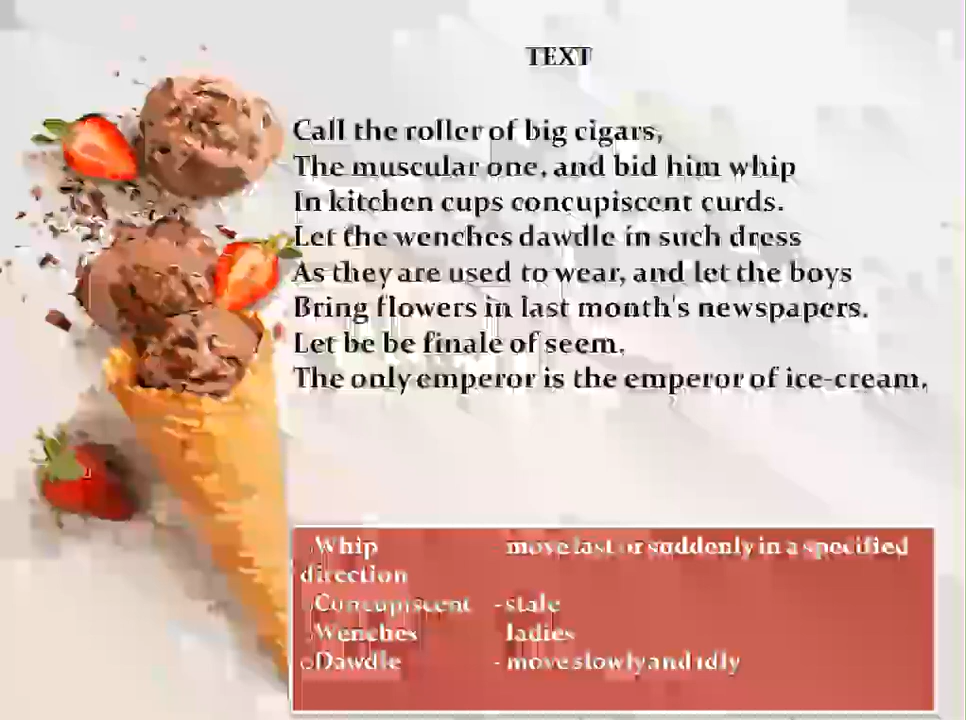 TEXT
Call the roller of big cigars,
The muscular one, and bid him whip
In kitchen cups concupiscent curds.
Let the wenches dawdle in such dress
As they are used to wear, and let the boys
Bring flowers in last month's newspapers.
Let be be finale of seem.
The only emperor is the emperor of ice-cream.
Whip move fast or suddenly in a specified
direction
Concupiscent - stale
Wenches ladies
Dawdle - move slowly and idly